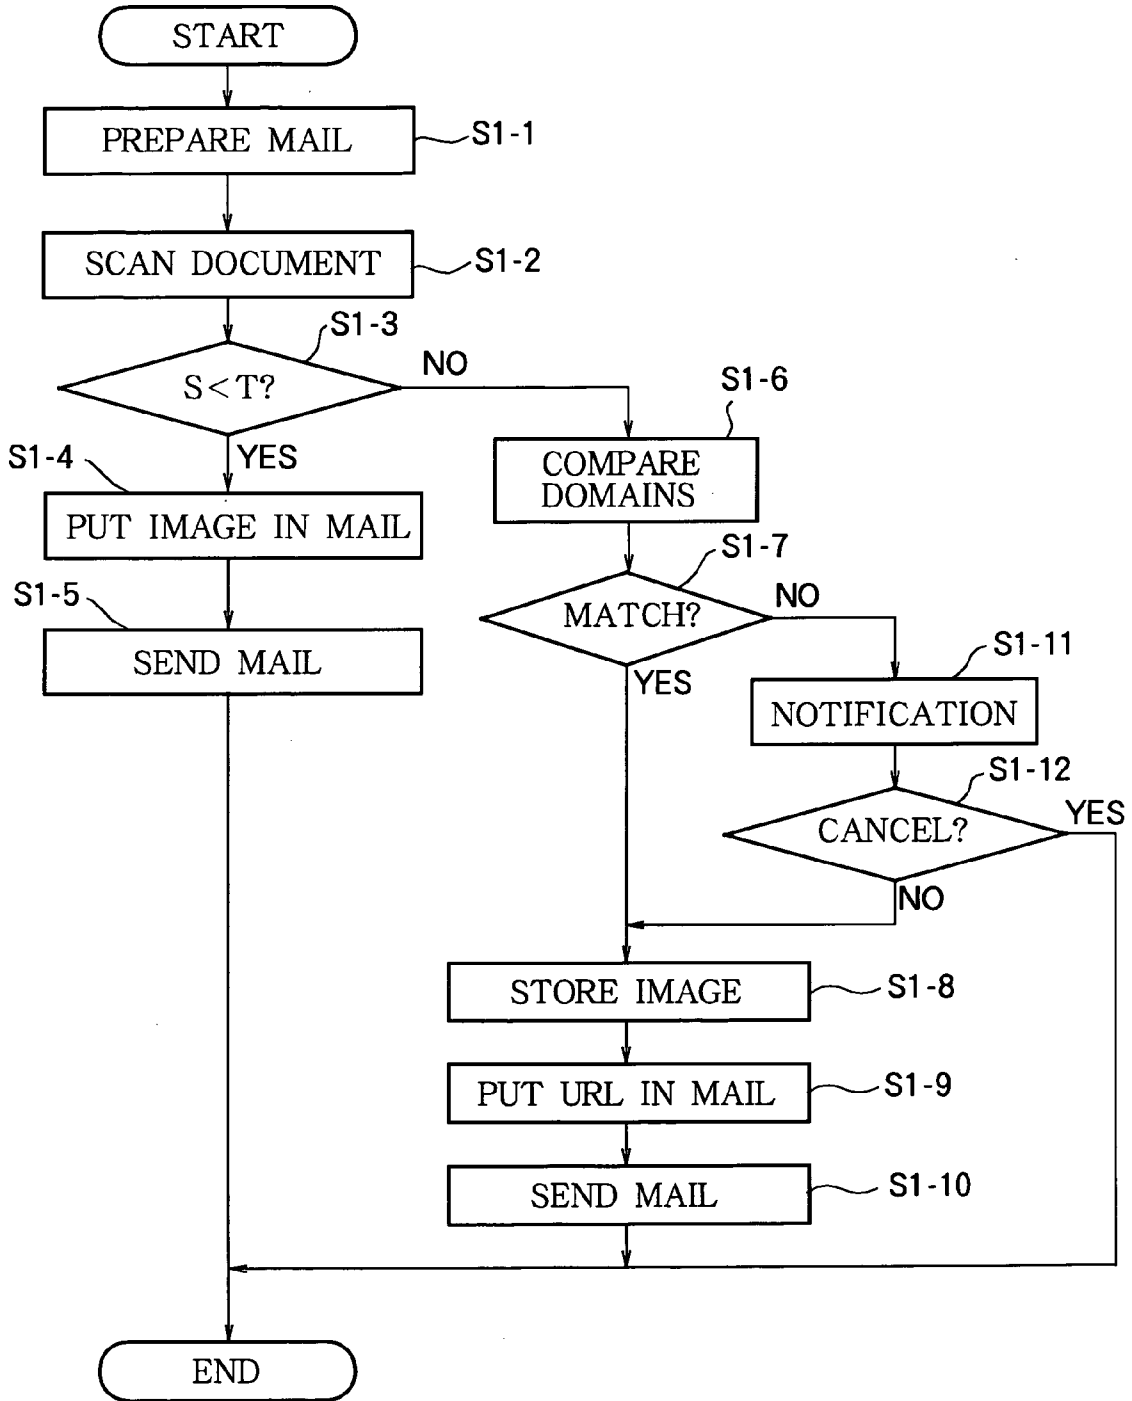 START
PREPARE MAIL
S1-1
SCAN DOCUMENT
S1-2
S1-3
S<T?
NO
YES
S1-4
PUT IMAGE IN MAIL
S1-5
SEND MAIL
S1-6
COMPARE
DOMAINS
S1-7
MATCH?
NO
YES
S1-11
NOTIFICATION
S1-12
CANCEL?
YES
NO
STORE IMAGE
S1-8
PUT URL IN MAIL
S1-9
SEND MAIL
S1-10
END